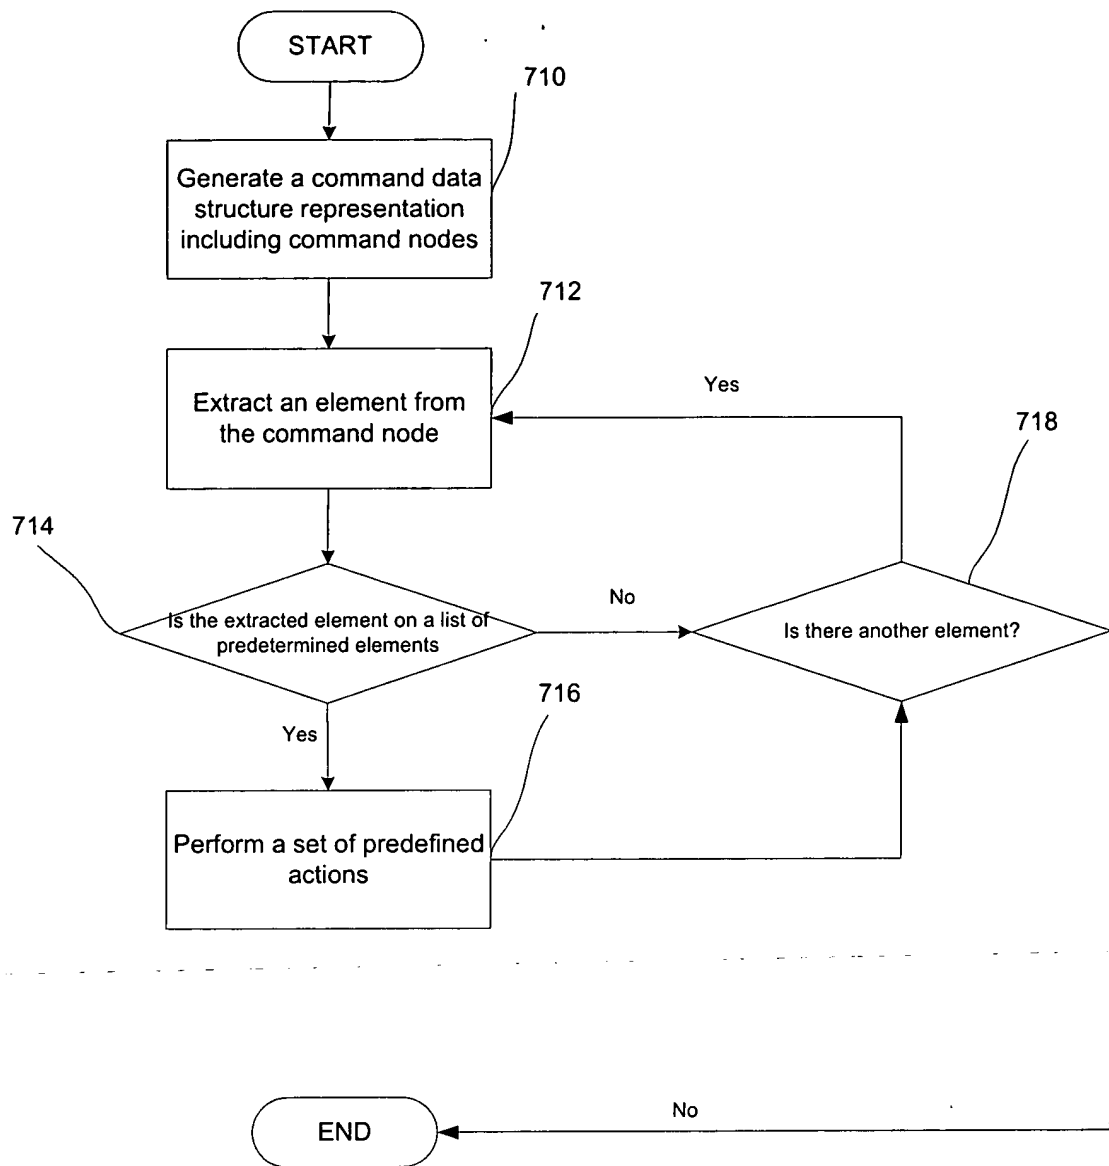 START
710
Generate a command data
structure representation
including command nodes
712
Extract an element from
the command node
Yes
718
714
Is the extracted element on a list of
predetermined elements
No
Is there another element?
716
Yes
Perform a set of predefined
actions
END
No